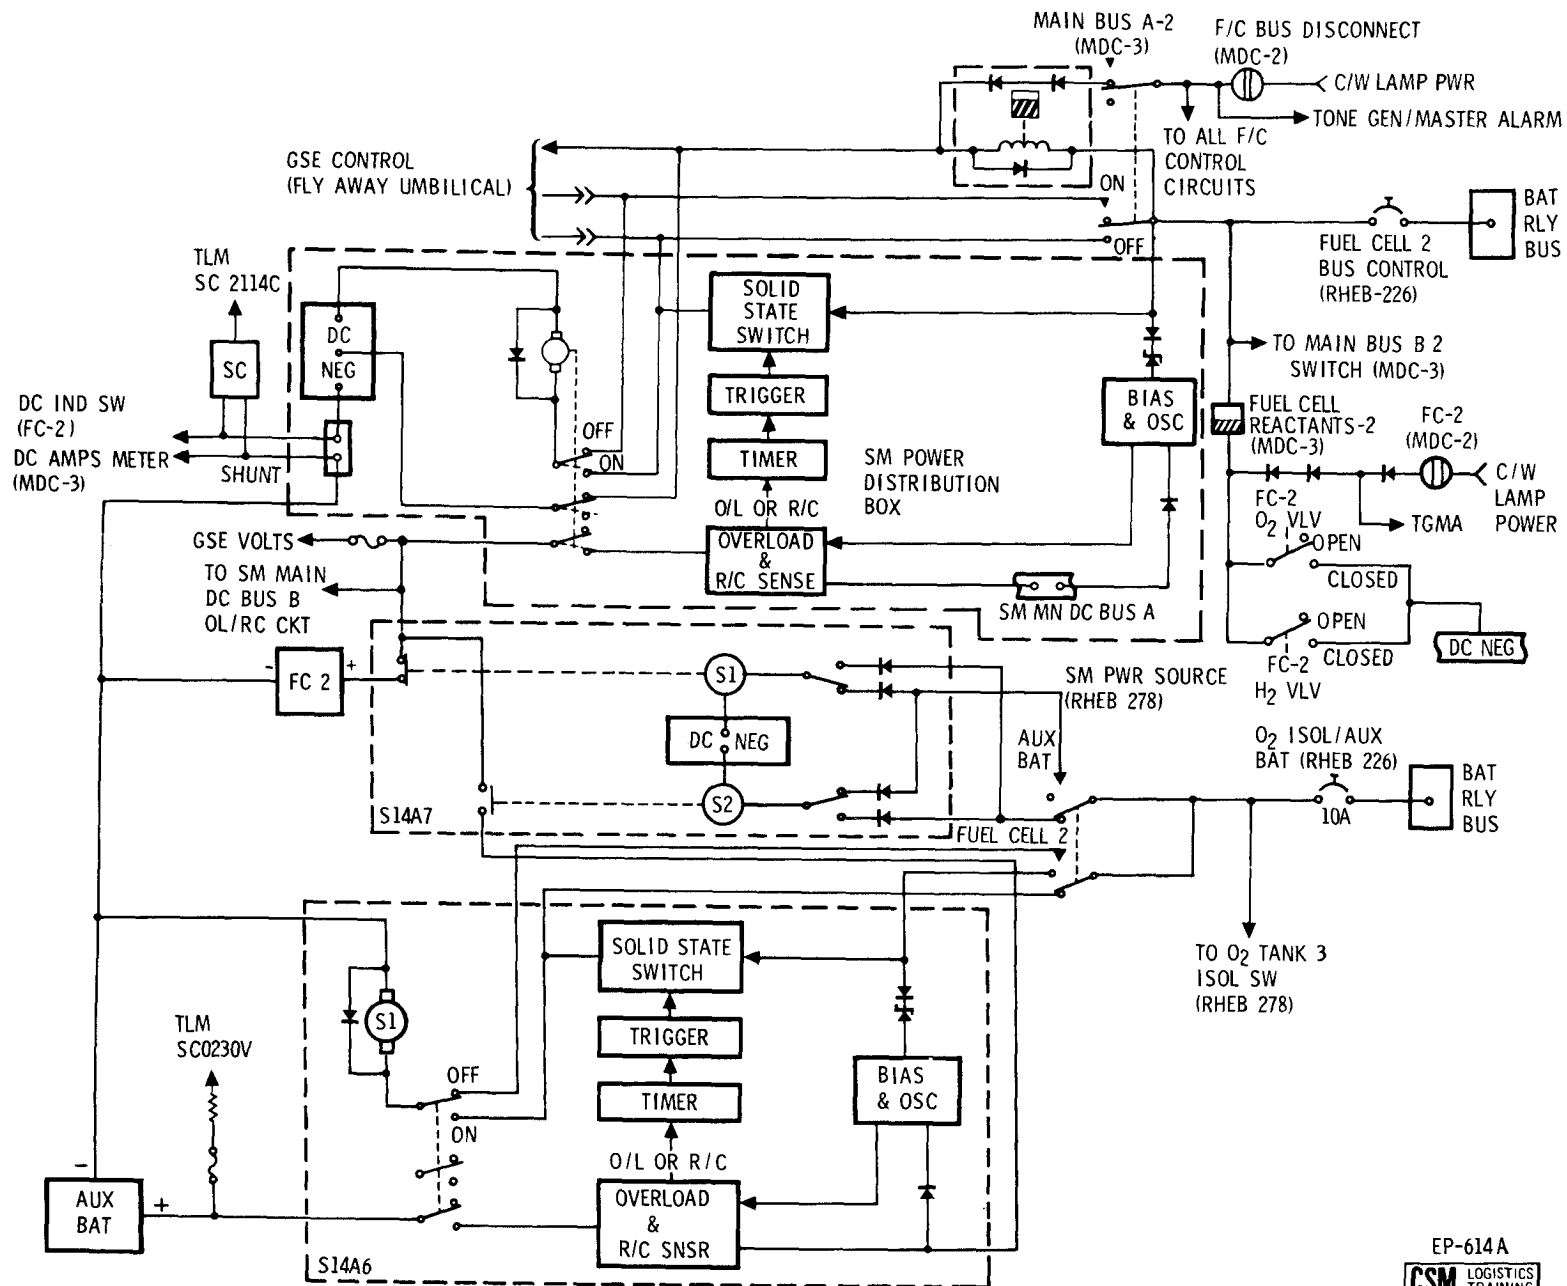 MAIN BUS A-2
(MDC-3)
F/C BUS DISCONNECT
(MDC-2)
C/W LAMP PWR
TONE GEN/MASTER ALARM
TO ALL F/C
CONTROL
CIRCUITS
GSE CONTROL
(FLY AWAY UMBILICAL)
ON
OFF
BAT
RLY
BUS
FUEL CELL 2
BUS CONTROL
(RHEB-226)
TLM
SC 2114C
SC
DC
NEG
SOLID
STATE
SWITCH
TRIGGER
TIMER
O/L OR R/C
OVERLOAD
&
R/C SENSE
BIAS
& OSC
SM POWER
DISTRIBUTION
BOX
OFF
ON
DC IND SW
(FC-2)
DC AMPS METER
(MDC-3)
SHUNT
TO MAIN BUS B 2
SWITCH (MDC-3)
FUEL CELL
REACTANTS-2
(MDC-3)
FC-2
(MDC-2)
C/W
LAMP
POWER
TGMA
FC-2
O2 VLV
OPEN
CLOSED
OPEN
CLOSED
FC-2
H2 VLV
DC NEG
GSE VOLTS
TO SM MAIN
DC BUS B
OL/RC CKT
SM MN DC BUS A
FC 2
-
+
S1
DC NEG
S2
S14A7
SM PWR SOURCE
(RHEB 278)
AUX
BAT
FUEL CELL 2
O2 ISOL/AUX
BAT (RHEB 226)
10A
BAT
RLY
BUS
TO O2 TANK 3
ISOL SW
(RHEB 278)
SOLID STATE
SWITCH
TRIGGER
TIMER
O/L OR R/C
OVERLOAD
&
R/C SNSR
BIAS
& OSC
S1
OFF
ON
TLM
SC0230V
-
AUX
BAT
+
S14A6
EP-614A
CSM LOGISTICS
TRAINING